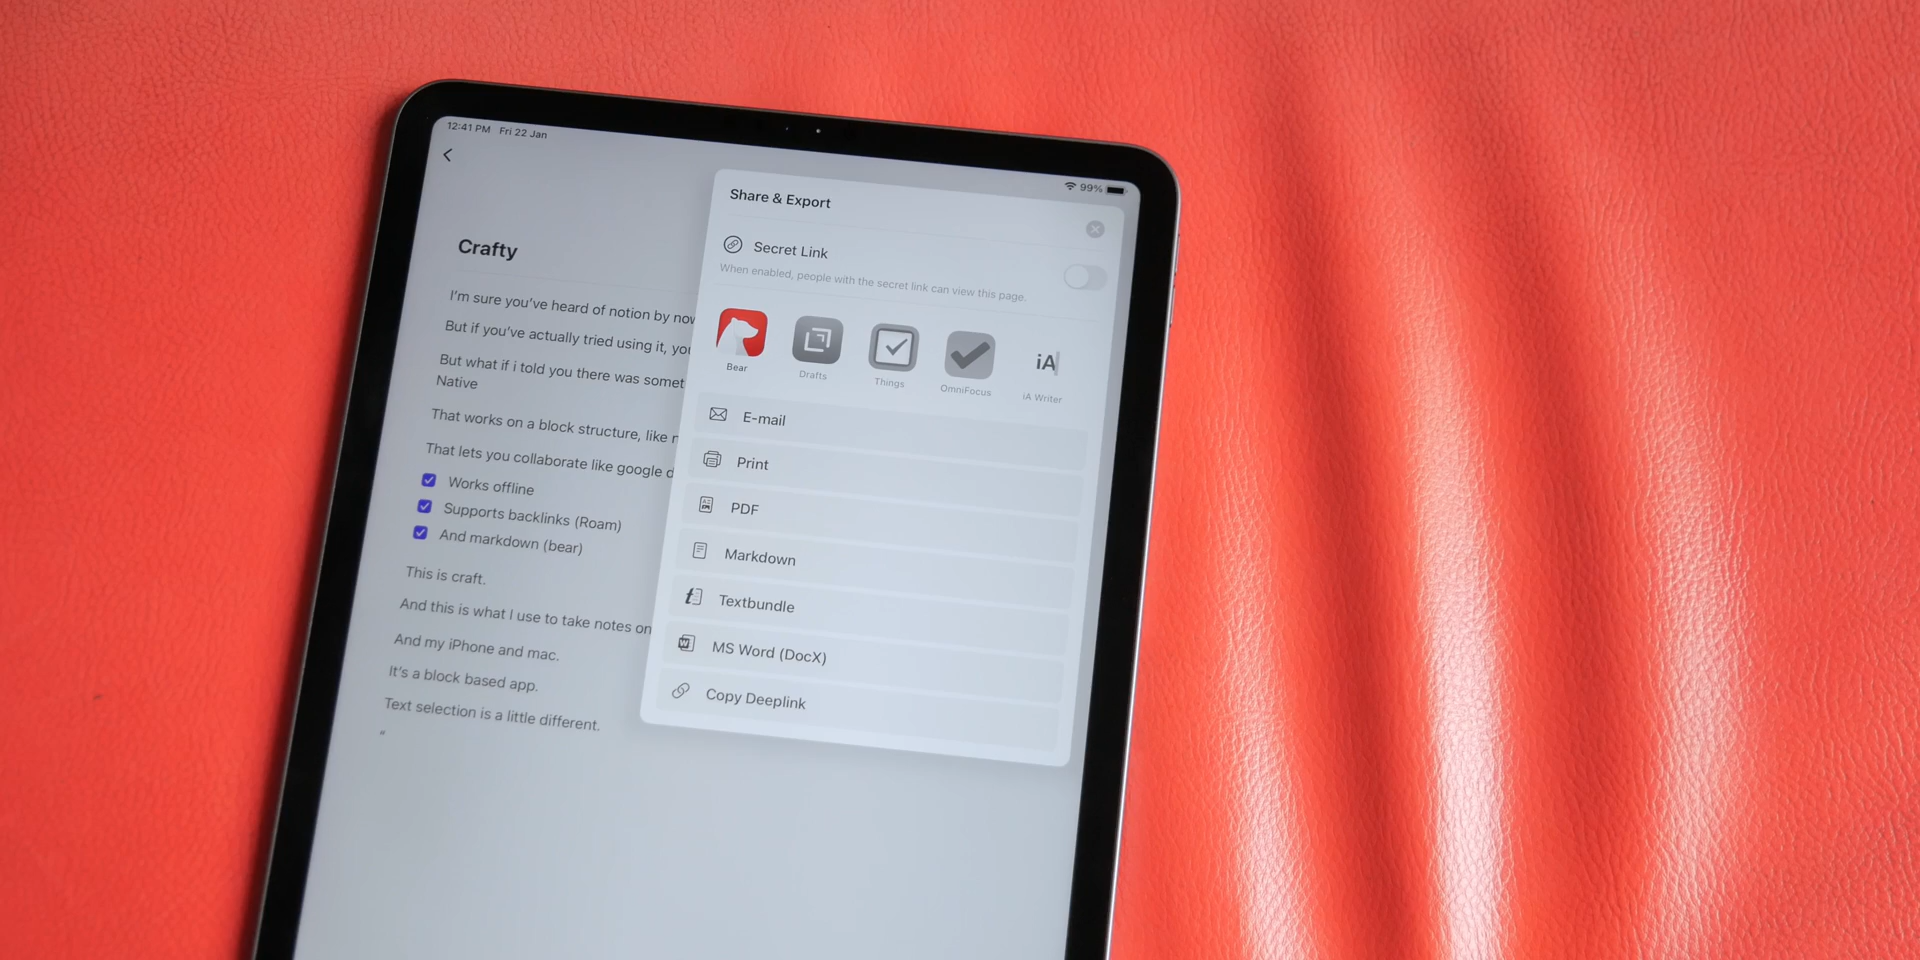 12:41 PM Fri 22 Jan
99%
Crafty
I'm sure you've heard of notion by now
But if you've actually tried using it, you
But what if i told you there was somet
Native
That works on a block structure, like n
That lets you collaborate like google d
Works offline
Supports backlinks (Roam)
And markdown (bear)
This is craft.
And this is what I use to take notes on
And my iPhone and mac.
It's a block based app.
Text selection is a little different.
Share & Export
Secret Link
When enabled, people with the secret link can view this page.
Bear
Drafts
Things
OmniFocus
iA
iA Writer
E-mail
Print
PDF
Markdown
Textbundle
MS Word (DocX)
Copy Deeplink